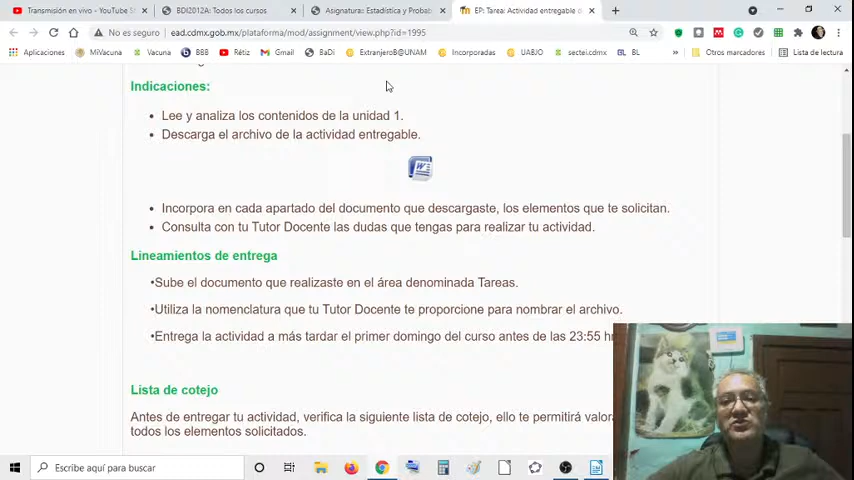 Transmisión en vivo - YouTube S
BDI2012A: Todos los cursos
Asignatura: Estadística y Probab
EP: Tarea: Actividad entregable
No es seguro
ead.cdmx.gob.mx/plataforma/mod/assignment/view.php?id=1995
Aplicaciones
MiVacuna
Vacuna
BBB
Rétiz
Gmail
BaDi
ExtranjeroB@UNAM
Incorporadas
UABJO
sectei.cdmx
BL
»
Otros marcadores
Lista de lectura
Indicaciones:
• Lee y analiza los contenidos de la unidad 1.
• Descarga el archivo de la actividad entregable.
• Incorpora en cada apartado del documento que descargaste, los elementos que te solicitan.
• Consulta con tu Tutor Docente las dudas que tengas para realizar tu actividad.
Lineamientos de entrega
•Sube el documento que realizaste en el área denominada Tareas.
•Utiliza la nomenclatura que tu Tutor Docente te proporcione para nombrar el archivo.
•Entrega la actividad a más tardar el primer domingo del curso antes de las 23:55 hr
Lista de cotejo
Antes de entregar tu actividad, verifica la siguiente lista de cotejo, ello te permitirá valora
todos los elementos solicitados.
Escribe aquí para buscar